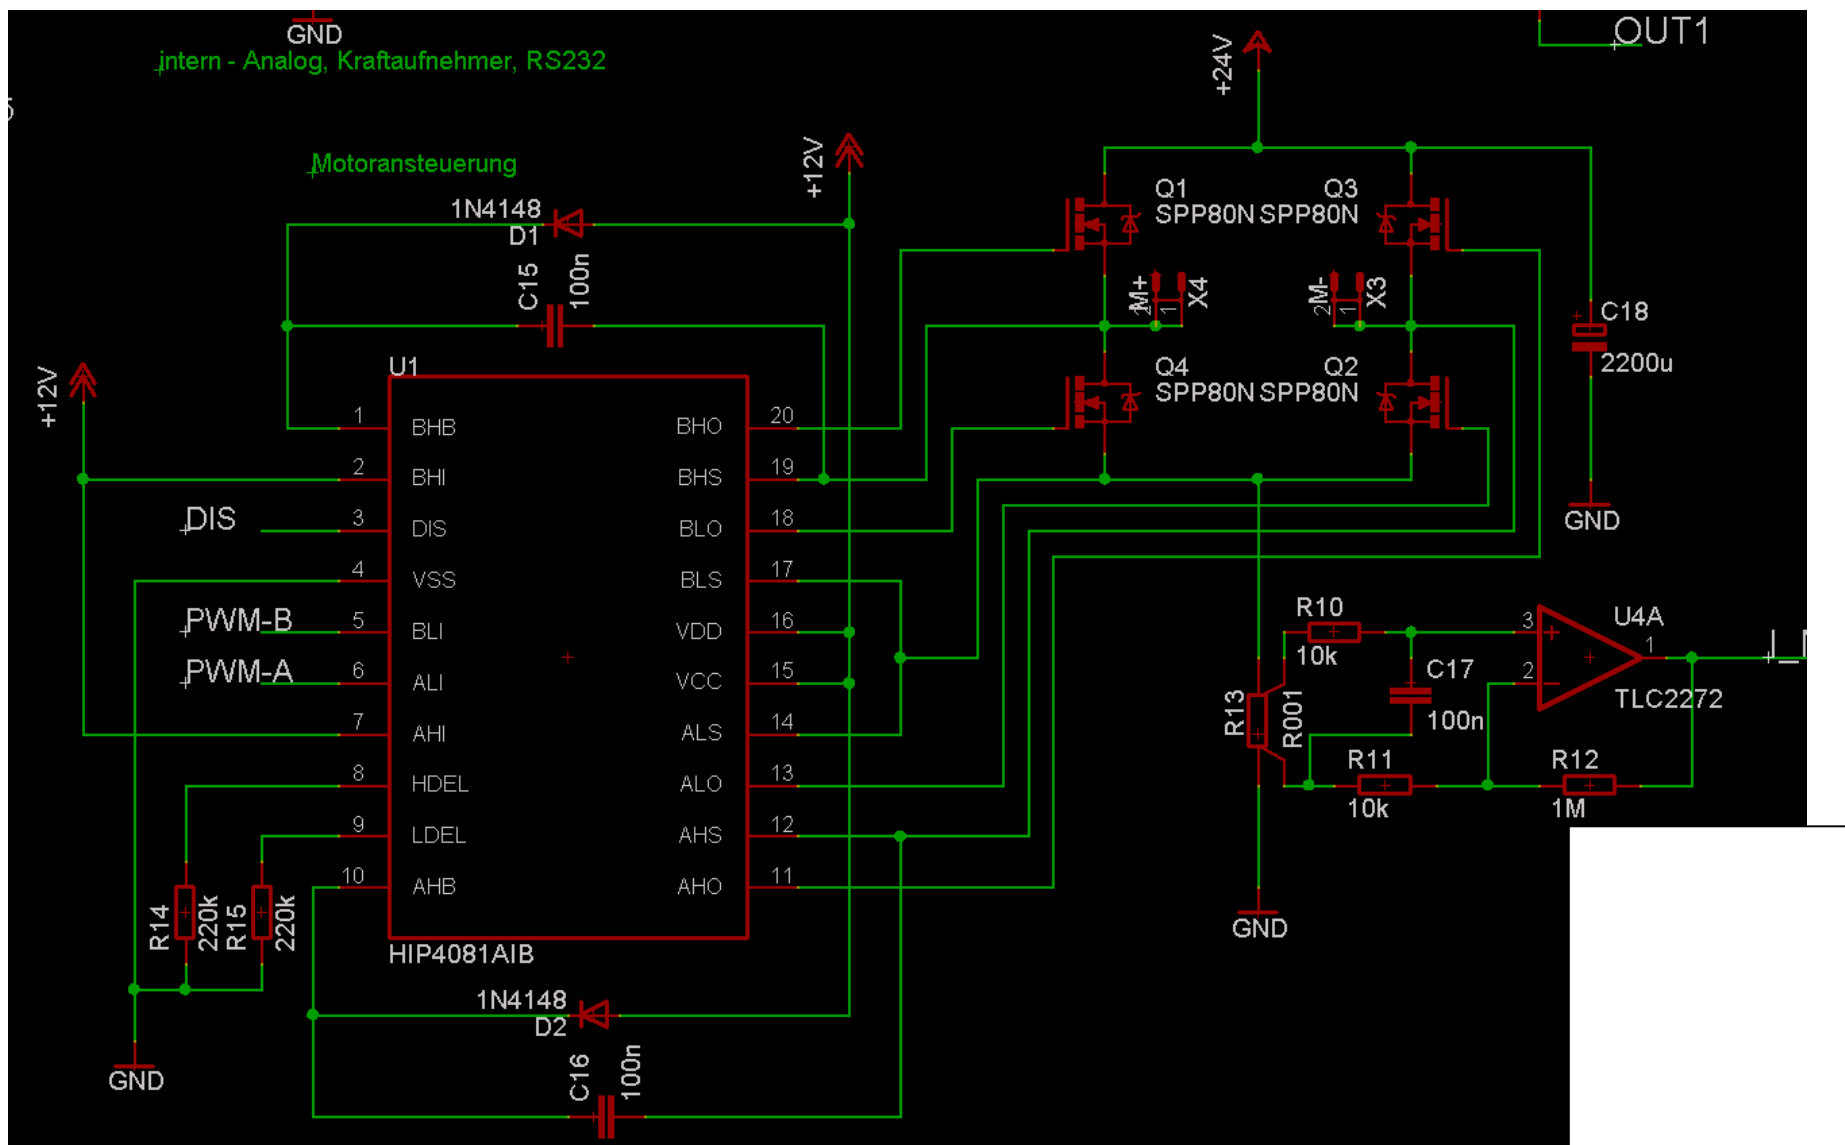 GND
OUT1
intern - Analog, Kraftaufnehmer, RS232
+24V
+12V
Motoransteuerung
1N4148
D1
C15
100n
Q1
SPP80N
Q3
SPP80N
M+
2
1
X4
M-
2
1
X3
C18
2200u
GND
Q4
SPP80N
Q2
SPP80N
+12V
U1
1 BHB
2 BHI
DIS 3 DIS
4 VSS
PWM-B 5 BLI
PWM-A 6 ALI
7 AHI
8 HDEL
9 LDEL
10 AHB
BHO 20
BHS 19
BLO 18
BLS 17
VDD 16
VCC 15
ALS 14
ALO 13
AHS 12
AHO 11
HIP4081AIB
R14
220k
R15
220k
GND
1N4148
D2
C16
100n
R10
10k
C17
100n
R13
R001
R11
10k
R12
1M
3
2
1
U4A
TLC2272
GND